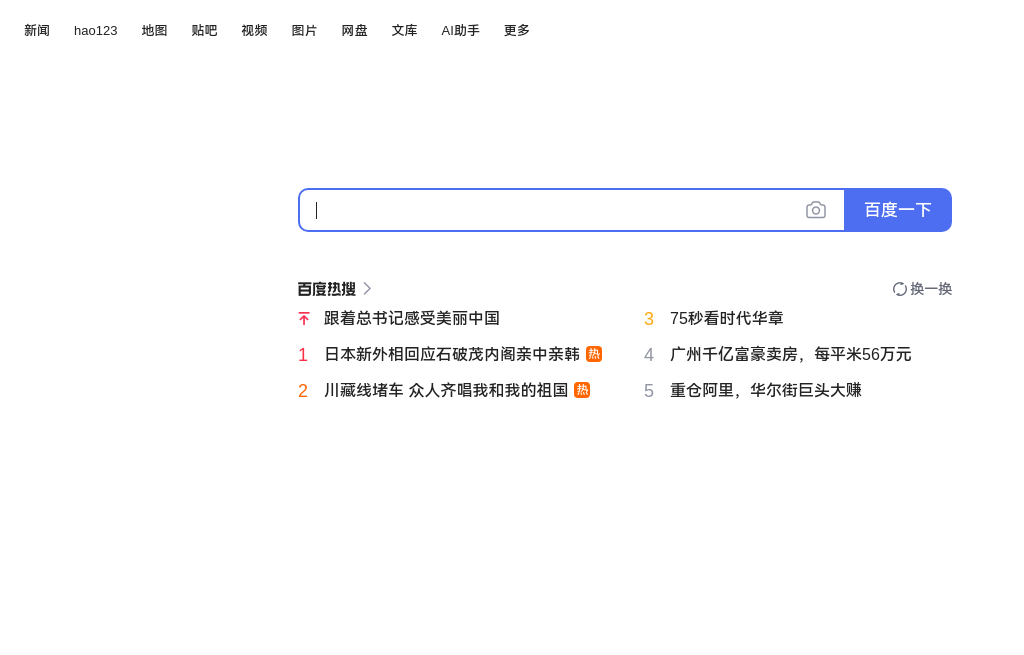 新闻 hao123 地图 贴吧 视频 图片 网盘 文库 AI助手 更多
百度一下
百度热搜 换一换
跟着总书记感受美丽中国
1 日本新外相回应石破茂内阁亲中亲韩 热
2 川藏线堵车 众人齐唱我和我的祖国 热
3 75秒看时代华章
4 广州千亿富豪卖房，每平米56万元
5 重仓阿里，华尔街巨头大赚